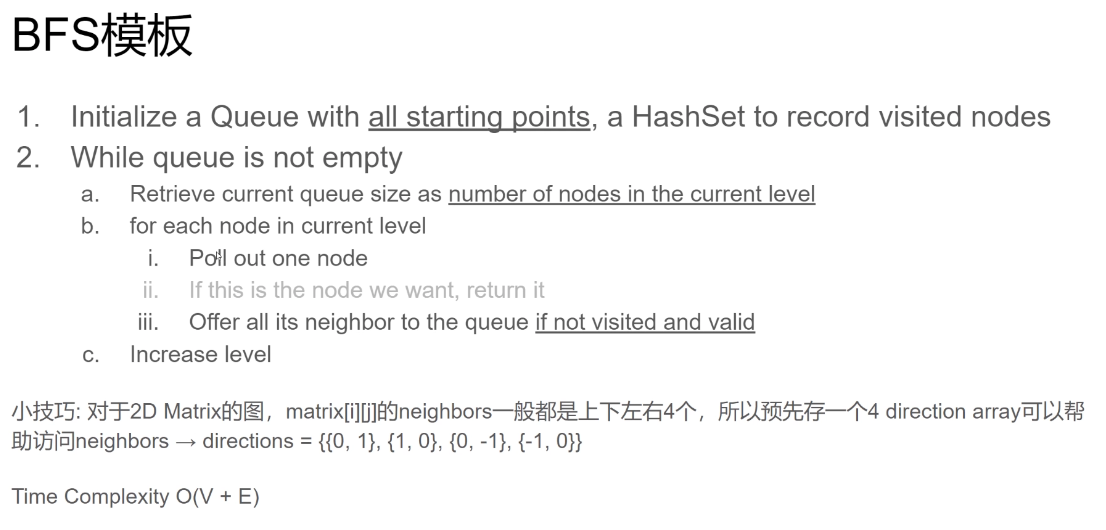 BFS模板
1. Initialize a Queue with all starting points, a HashSet to record visited nodes
2. While queue is not empty
a. Retrieve current queue size as number of nodes in the current level
b. for each node in current level
i. Poll out one node
ii. If this is the node we want, return it
iii. Offer all its neighbor to the queue if not visited and valid
c. Increase level
小技巧: 对于2D Matrix的图，matrix[i][j]的neighbors一般都是上下左右4个，所以预先存一个4 direction array可以帮
助访问neighbors → directions = {{0, 1}, {1, 0}, {0, -1}, {-1, 0}}
Time Complexity O(V + E)